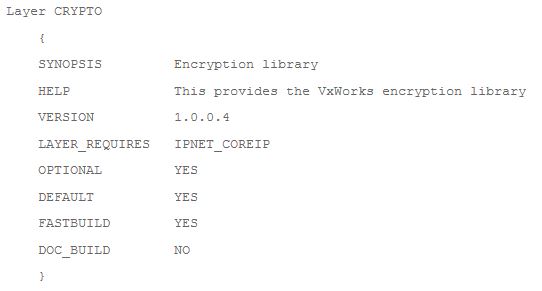 Layer CRYPTO
{
SYNOPSIS Encryption library
HELP This provides the VxWorks encryption library
VERSION 1.0.0.4
LAYER_REQUIRES IPNET_COREIP
OPTIONAL YES
DEFAULT YES
FASTBUILD YES
DOC_BUILD NO
}